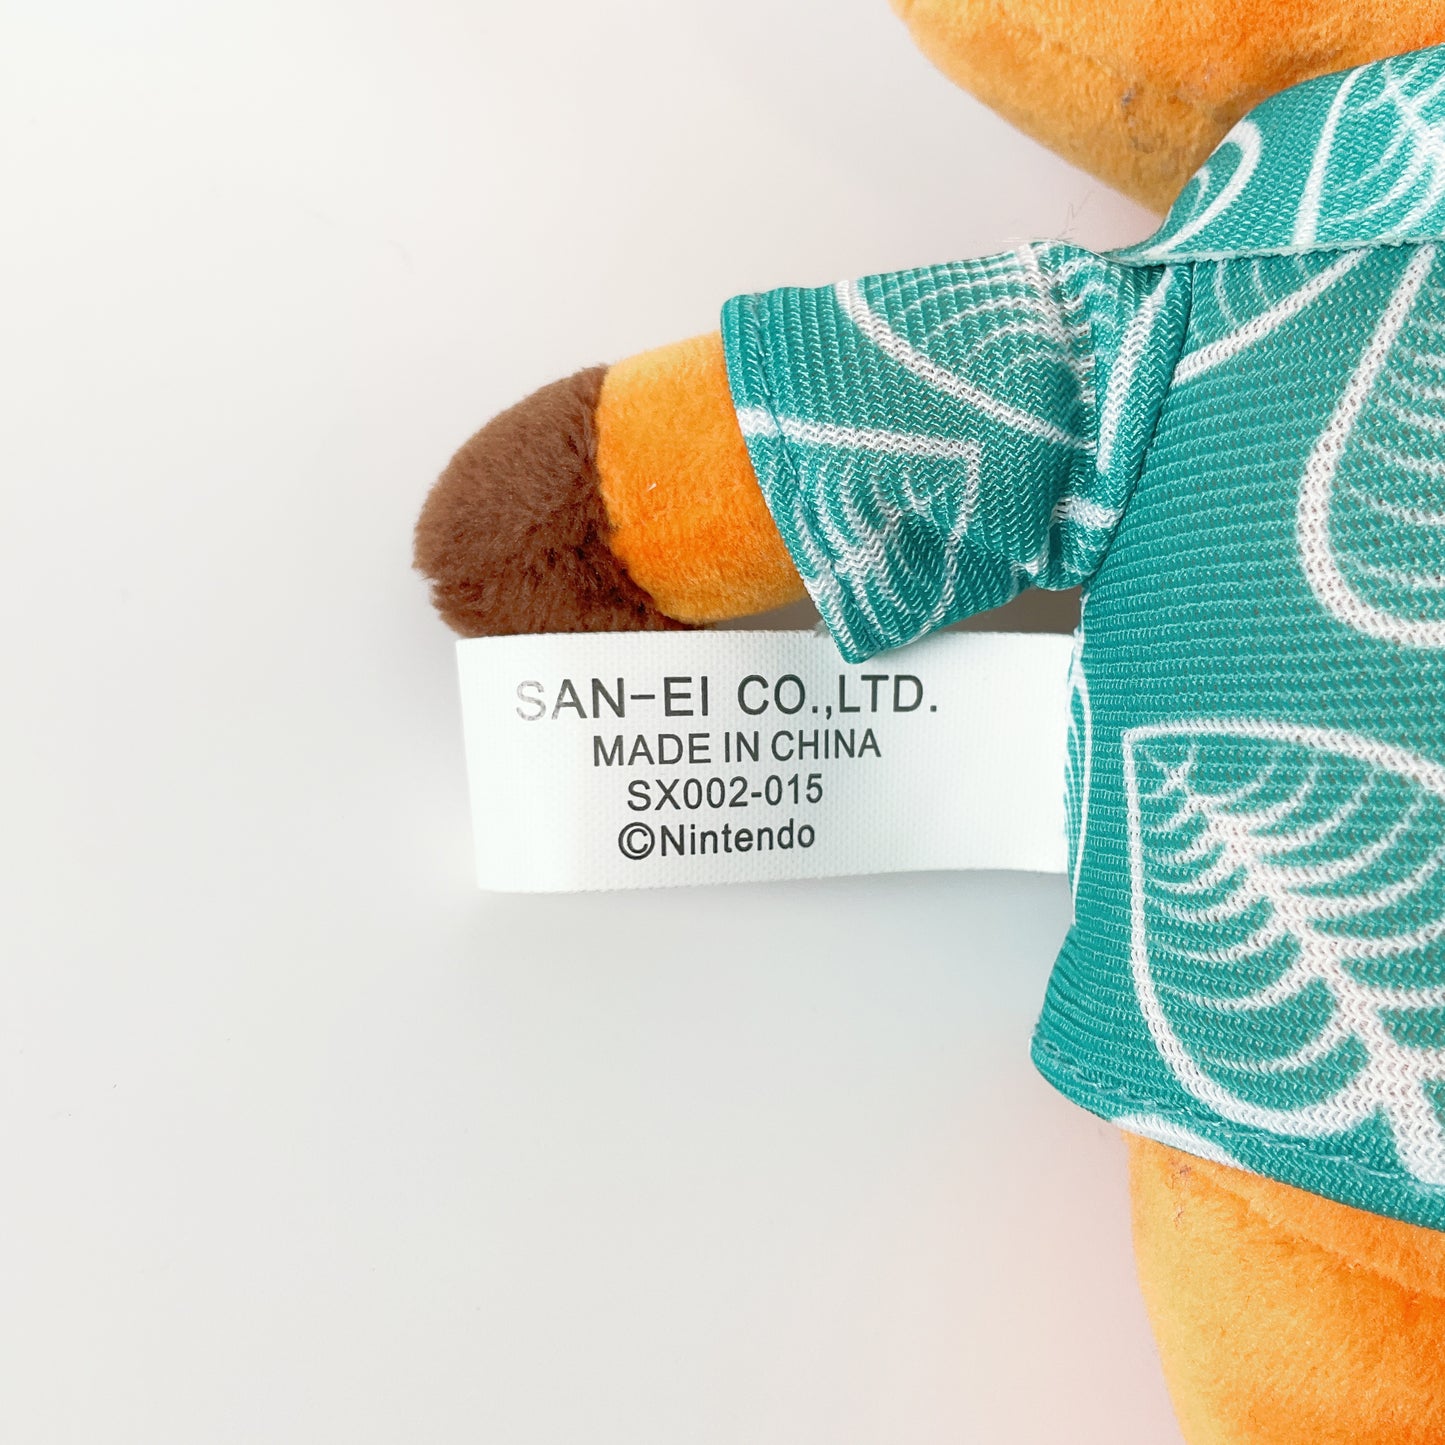 SAN-EI CO.,LTD.
MADE IN CHINA
SX002-015
©Nintendo